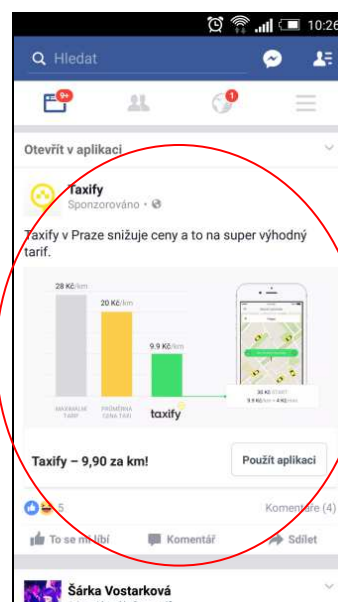 10:26
Hledat
9+
1
Otevřít v aplikaci
Taxify
Sponzorováno
Taxify v Praze snižuje ceny a to na super výhodný
tarif.
28 Kč/km
20 Kč/km
9.9 Kč/km
MAXIMÁLNÍ
TARIF
PRŮMĚRNÁ
CENA TAXI
taxify
Taxify – 9,90 za km!
Použít aplikaci
5
Komentáře (4)
To se mi líbí
Komentář
Sdílet
Šárka Vostarková